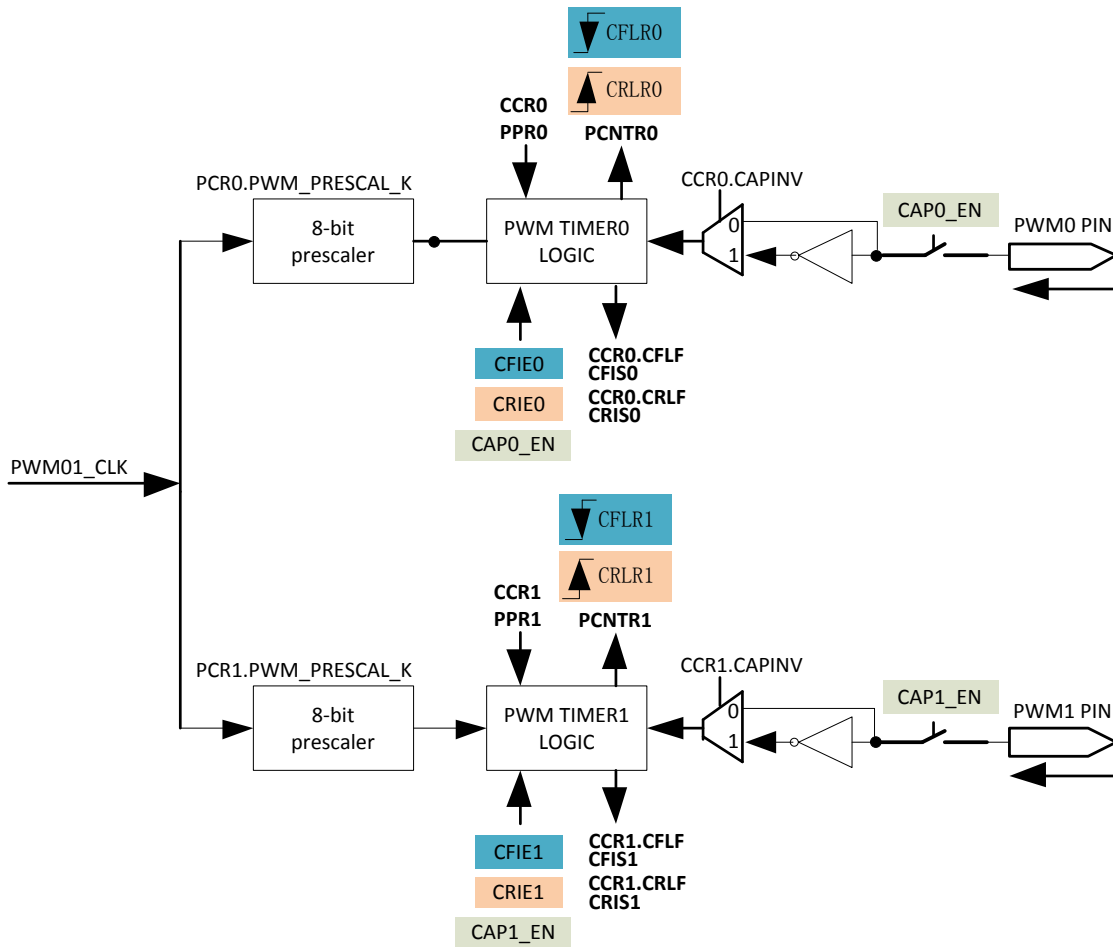 CFLR0
CRLR0
CCR0
PPR0
PCNTR0
PCR0.PWM_PRESCAL_K
CCR0.CAPINV
CAP0_EN
PWM0 PIN
8-bit
prescaler
PWM TIMER0
LOGIC
0
1
CFIE0
CRIE0
CAP0_EN
CCR0.CFLF
CFIS0
CCR0.CRLF
CRIS0
PWM01_CLK
CFLR1
CRLR1
CCR1
PPR1
PCNTR1
PCR1.PWM_PRESCAL_K
CCR1.CAPINV
CAP1_EN
PWM1 PIN
8-bit
prescaler
PWM TIMER1
LOGIC
0
1
CFIE1
CRIE1
CAP1_EN
CCR1.CFLF
CFIS1
CCR1.CRLF
CRIS1